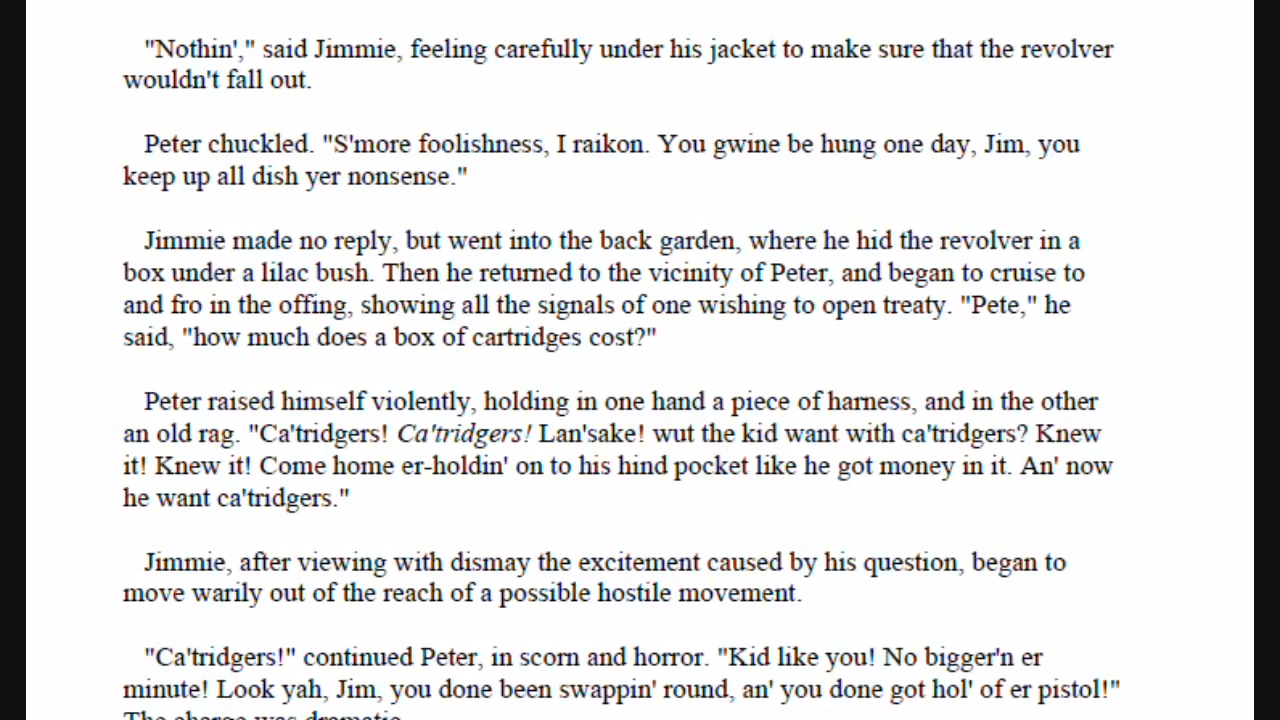 "Nothin'," said Jimmie, feeling carefully under his jacket to make sure that the revolver
wouldn't fall out.
Peter chuckled. "S'more foolishness, I raikon. You gwine be hung one day, Jim, you
keep up all dish yer nonsense."
Jimmie made no reply, but went into the back garden, where he hid the revolver in a
box under a lilac bush. Then he returned to the vicinity of Peter, and began to cruise to
and fro in the offing, showing all the signals of one wishing to open treaty. "Pete," he
said, "how much does a box of cartridges cost?"
Peter raised himself violently, holding in one hand a piece of harness, and in the other
an old rag. "Ca'tridgers! Ca'tridgers! Lan'sake! wut the kid want with ca'tridgers? Knew
it! Knew it! Come home er-holdin' on to his hind pocket like he got money in it. An' now
he want ca'tridgers."
Jimmie, after viewing with dismay the excitement caused by his question, began to
move warily out of the reach of a possible hostile movement.
"Ca'tridgers!" continued Peter, in scorn and horror. "Kid like you! No bigger'n er
minute! Look yah, Jim, you done been swappin' round, an' you done got hol' of er pistol!"
The charge was dramatic.